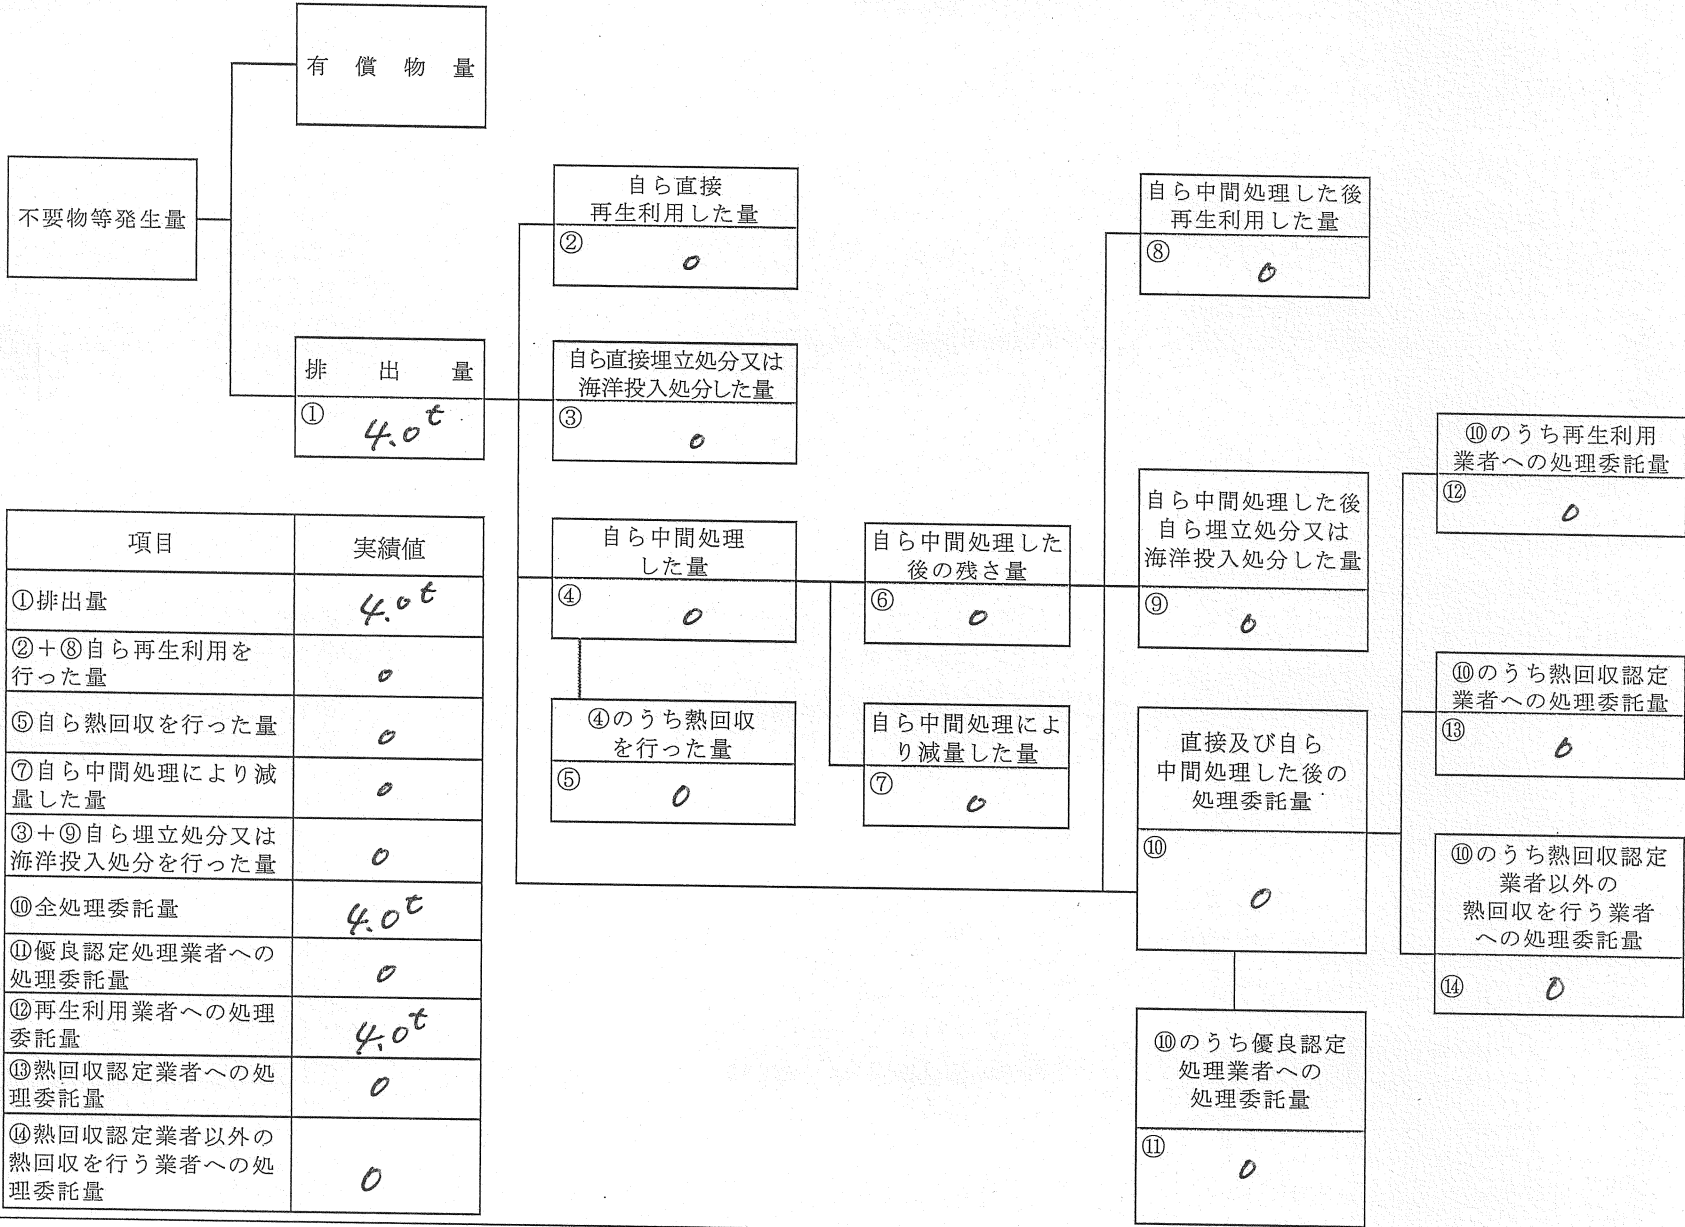 有償物量
不要物等発生量
排出量
① 4.0t
自ら直接
再生利用した量
② 0
自ら直接埋立処分又は
海洋投入処分した量
③ 0
自ら中間処理
した量
④ 0
④のうち熱回収
を行った量
⑤ 0
自ら中間処理した
後の残さ量
⑥ 0
自ら中間処理によ
り減量した量
⑦ 0
自ら中間処理した後
再生利用した量
⑧ 0
自ら中間処理した後
自ら埋立処分又は
海洋投入処分した量
⑨ 0
直接及び自ら
中間処理した後の
処理委託量
⑩ 0
⑩のうち優良認定
処理業者への
処理委託量
⑪ 0
⑩のうち再生利用
業者への処理委託量
⑫ 0
⑩のうち熱回収認定
業者への処理委託量
⑬ 0
⑩のうち熱回収認定
業者以外の
熱回収を行う業者
への処理委託量
⑭ 0
項目 実績値
①排出量 4.0t
②+⑧自ら再生利用を
行った量 0
⑤自ら熱回収を行った量 0
⑦自ら中間処理により減
量した量 0
③+⑨自ら埋立処分又は
海洋投入処分を行った量 0
⑩全処理委託量 4.0t
⑪優良認定処理業者への
処理委託量 0
⑫再生利用業者への処理
委託量 4.0t
⑬熱回収認定業者への処
理委託量 0
⑭熱回収認定業者以外の
熱回収を行う業者への処
理委託量 0